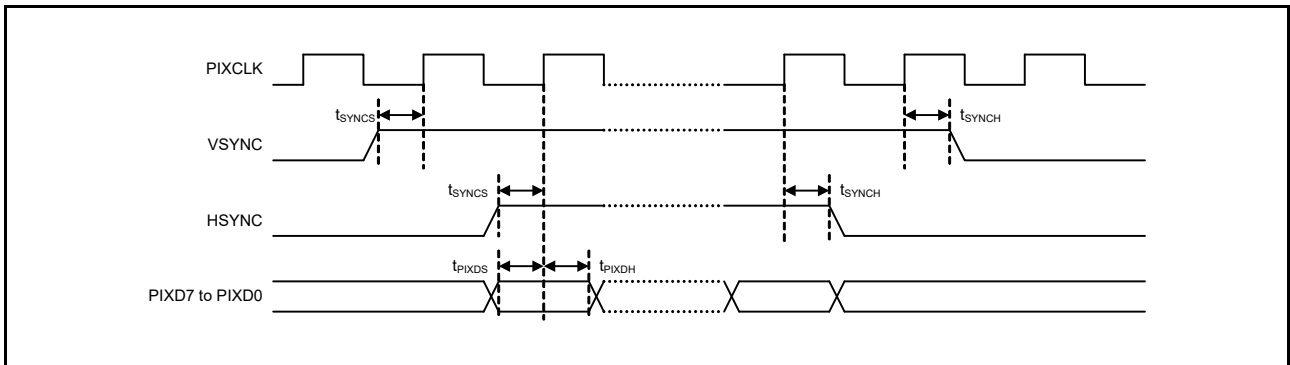 PIXCLK
tSYNCS tSYNCH
VSYNC
tSYNCS tSYNCH
HSYNC
tPIXDS tPIXDH
PIXD7 to PIXD0